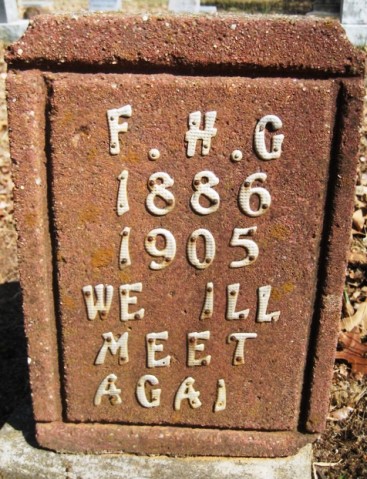 F. H. G
1886
1905
WE ILL
MEET
AGAI